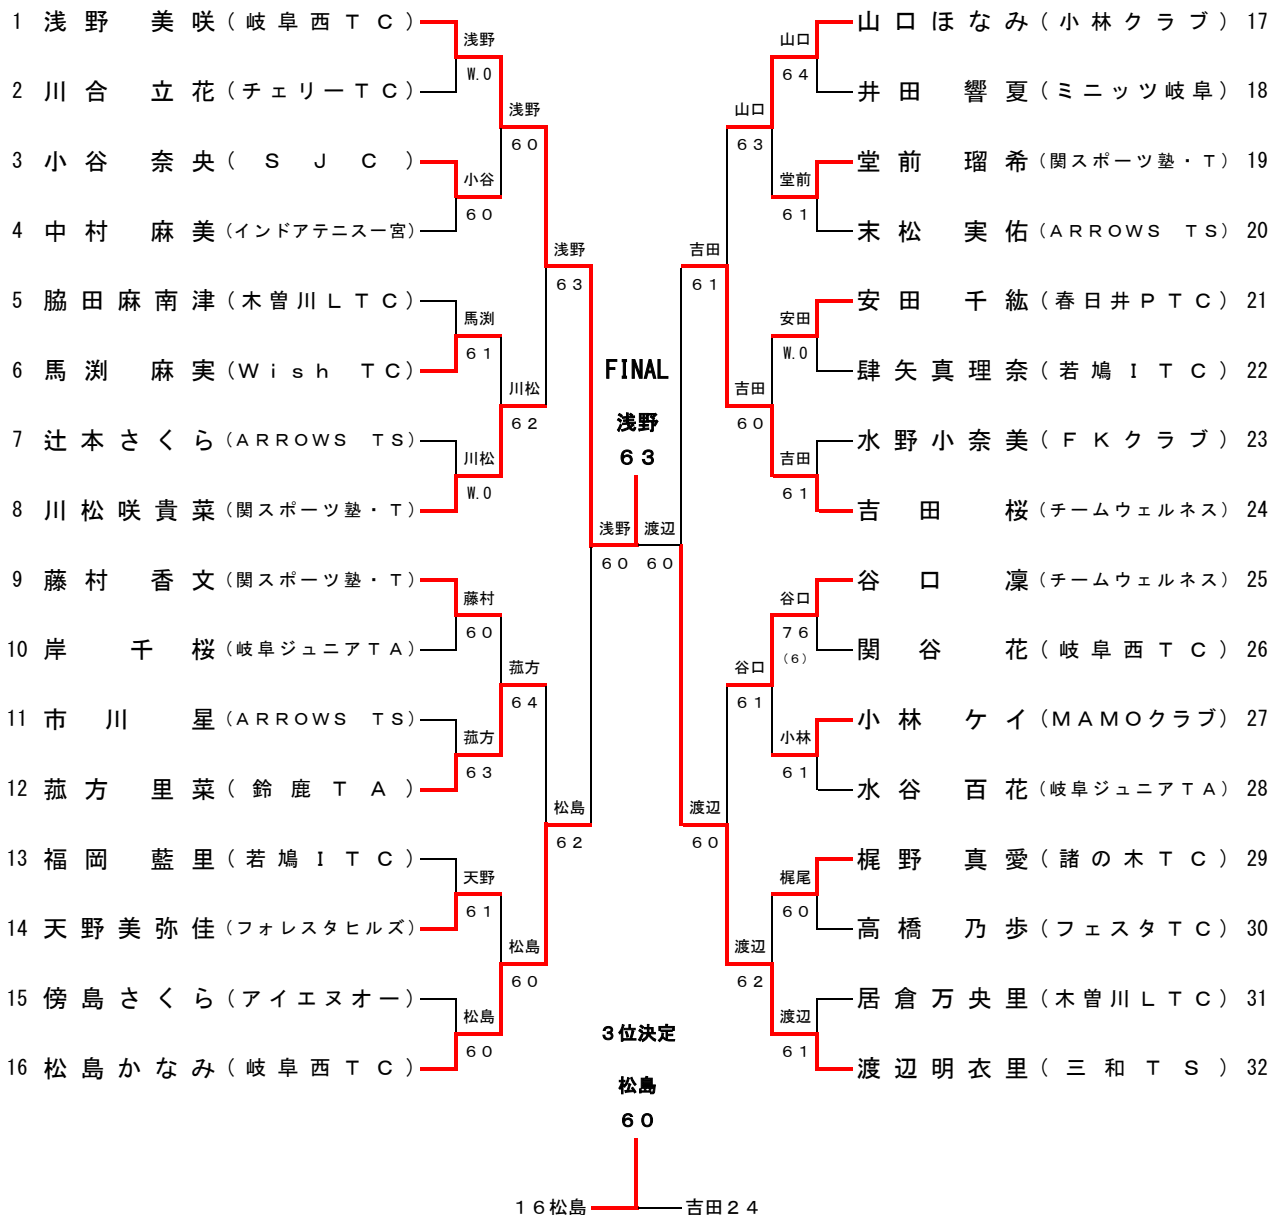 1 浅野 美咲 (岐阜西TC)
2 川合 立花 (チェリーTC)
3 小谷 奈央 (SJC)
4 中村 麻美 (インドアテニス一宮)
5 脇田麻南津 (木曽川LTC)
6 馬渕 麻実 (Wish TC)
7 辻本さくら (ARROWS TS)
8 川松咲貴菜 (関スポーツ塾・T)
9 藤村 香文 (関スポーツ塾・T)
10 岸 千桜 (岐阜ジュニアTA)
11 市川 星 (ARROWS TS)
12 菰方 里菜 (鈴鹿TA)
13 福岡 藍里 (若鳩ITC)
14 天野美弥佳 (フォレスタヒルズ)
15 傍島さくら (アイエヌオー)
16 松島かなみ (岐阜西TC)
浅野
W.O
小谷
60
馬渕
61
川松
W.O
藤村
60
菰方
63
天野
61
松島
60
浅野
60
川松
62
菰方
64
松島
60
浅野
63
松島
62
浅野
60
FINAL
浅野
63
渡辺
60
吉田
61
渡辺
60
山口
63
吉田
60
谷口
61
渡辺
62
山口
64
堂前
61
安田
W.O
吉田
61
谷口
76
(6)
小林
61
梶尾
60
渡辺
61
山口ほなみ (小林クラブ) 17
井田 響夏 (ミニッツ岐阜) 18
堂前 瑠希 (関スポーツ塾・T) 19
末松 実佑 (ARROWS TS) 20
安田 千紘 (春日井PTC) 21
肆矢真理奈 (若鳩ITC) 22
水野小奈美 (FKクラブ) 23
吉田 桜 (チームウェルネス) 24
谷口 凜 (チームウェルネス) 25
関谷 花 (岐阜西TC) 26
小林 ケイ (MAMOクラブ) 27
水谷 百花 (岐阜ジュニアTA) 28
梶野 真愛 (諸の木TC) 29
高橋 乃歩 (フェスタTC) 30
居倉万央里 (木曽川LTC) 31
渡辺明衣里 (三和TS) 32
3位決定
松島
60
16松島
吉田24